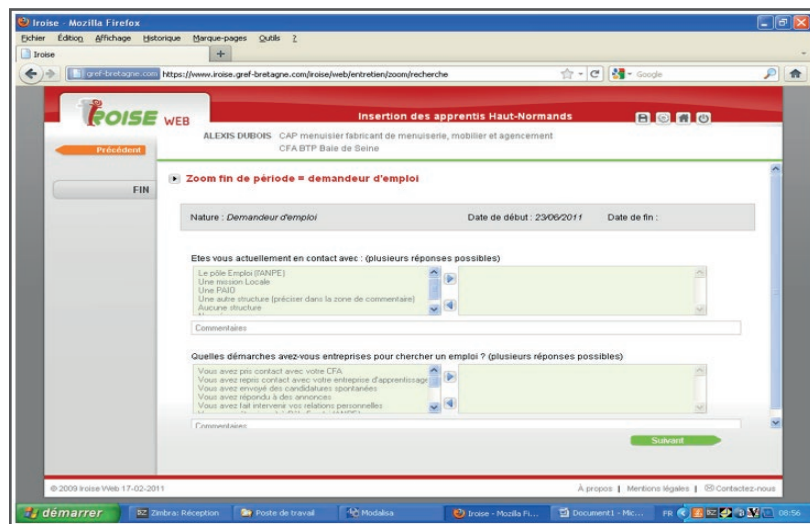 Iroise - Mozilla Firefox
Fichier Édition Affichage Historique Marque-pages Outils ?
Iroise
gref-bretagne.com https://www.iroise.gref-bretagne.com/iroise/web/entretien/zoom/recherche Google
IROISE WEB
Insertion des apprentis Haut-Normands
ALEXIS DUBOIS CAP menuisier fabricant de menuiserie, mobilier et agencement
CFA BTP Baie de Seine
Précédent
FIN
Zoom fin de période = demandeur d'emploi
Nature : Demandeur d'emploi Date de début : 23/06/2011 Date de fin :
Etes vous actuellement en contact avec : (plusieurs réponses possibles)
Le pôle Emploi (l'ANPE)
Une mission Locale
Une PAIO
Une autre structure (préciser dans la zone de commentaire)
Aucune structure
Commentaires
Quelles démarches avez-vous entreprises pour chercher un emploi ? (plusieurs réponses possibles)
Vous avez pris contact avec votre CFA
Vous avez repris contact avec votre entreprise d'apprentissage
Vous avez envoyé des candidatures spontanées
Vous avez répondu à des annonces
Vous avez fait intervenir vos relations personnelles
Commentaires
Suivant
© 2009 Iroise Web 17-02-2011 À propos | Mentions légales | Contactez-nous
démarrer Zimbra: Réception Poste de travail Modalisa Iroise - Mozilla Fi... Document1 - Mic... FR 08:56